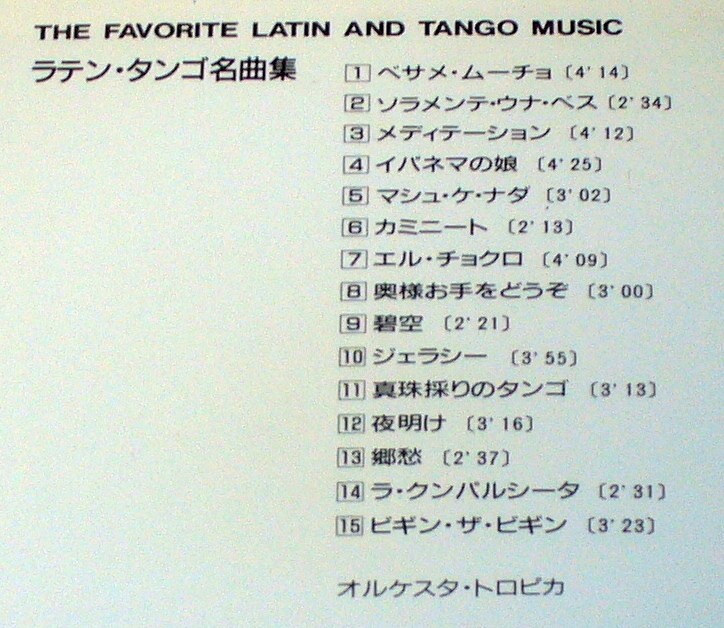 THE FAVORITE LATIN AND TANGO MUSIC
ラテン・タンゴ名曲集
1 ベサメ・ムーチョ〔4' 14〕
2 ソラメンテ・ウナ・ベス〔2' 34〕
3 メディテーション 〔4' 12〕
4 イパネマの娘 〔4' 25〕
5 マシュ・ケ・ナダ 〔3' 02〕
6 カミニート 〔2' 13〕
7 エル・チョクロ 〔4' 09〕
8 奥様お手をどうぞ 〔3' 00〕
9 碧空 〔2' 21〕
10 ジェラシー 〔3' 55〕
11 真珠採りのタンゴ 〔3' 13〕
12 夜明け 〔3' 16〕
13 郷愁 〔2' 37〕
14 ラ・クンパルシータ 〔2' 31〕
15 ビギン・ザ・ビギン 〔3' 23〕
オルケスタ・トロピカ